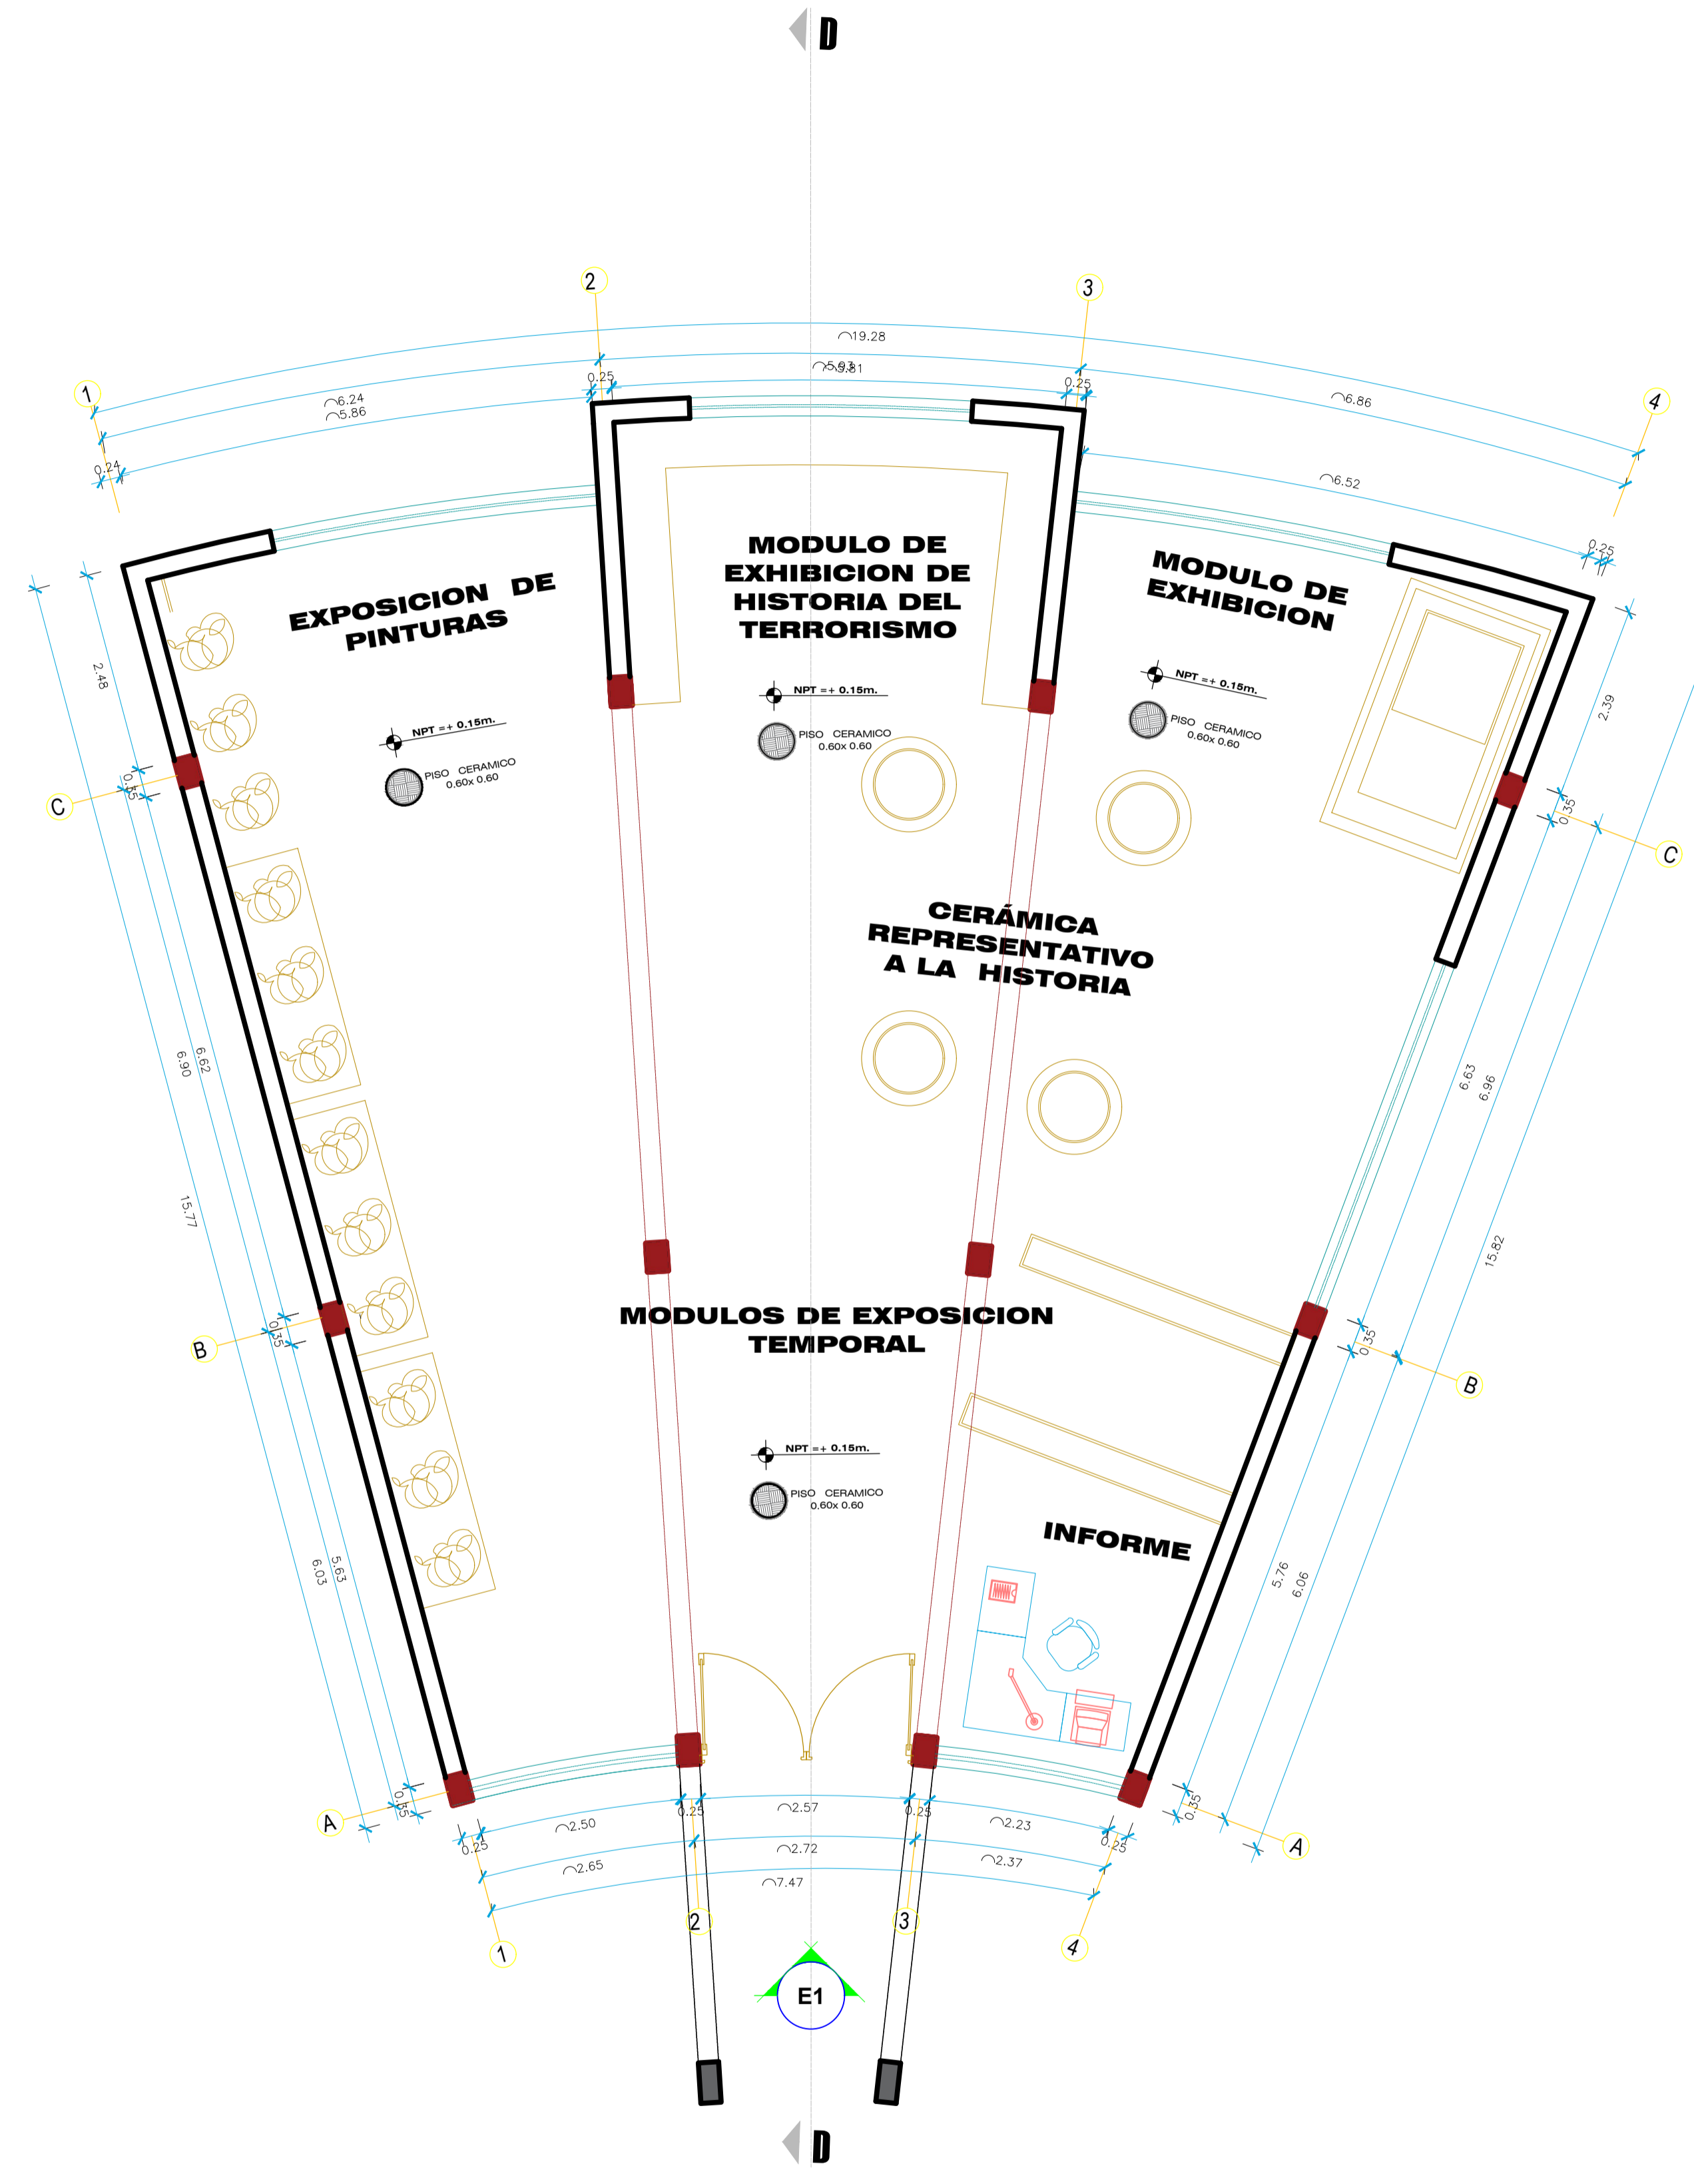 D
2
3
1
4
19.28
5.81
0.25
0.25
6.24
5.86
6.86
0.24
6.52
0.25
EXPOSICION DE
PINTURAS
MODULO DE
EXHIBICION DE
HISTORIA DEL
TERRORISMO
MODULO DE
EXHIBICION
NPT =+ 0.15m.
PISO CERAMICO
0.60x 0.60
NPT =+ 0.15m.
PISO CERAMICO
0.60x 0.60
NPT =+ 0.15m.
PISO CERAMICO
0.60x 0.60
2.48
2.39
C
0.35
0.35
C
CERÁMICA
REPRESENTATIVO
A LA HISTORIA
6.90
6.62
6.63
6.96
15.77
15.82
MODULOS DE EXPOSICION
TEMPORAL
B
0.35
0.35
B
NPT =+ 0.15m.
PISO CERAMICO
0.60x 0.60
INFORME
6.03
5.63
5.76
6.06
A
0.35
0.35
A
0.25
2.50
0.25
2.57
0.25
2.23
0.25
2.65
2.72
2.37
7.47
1
2
3
4
E1
D